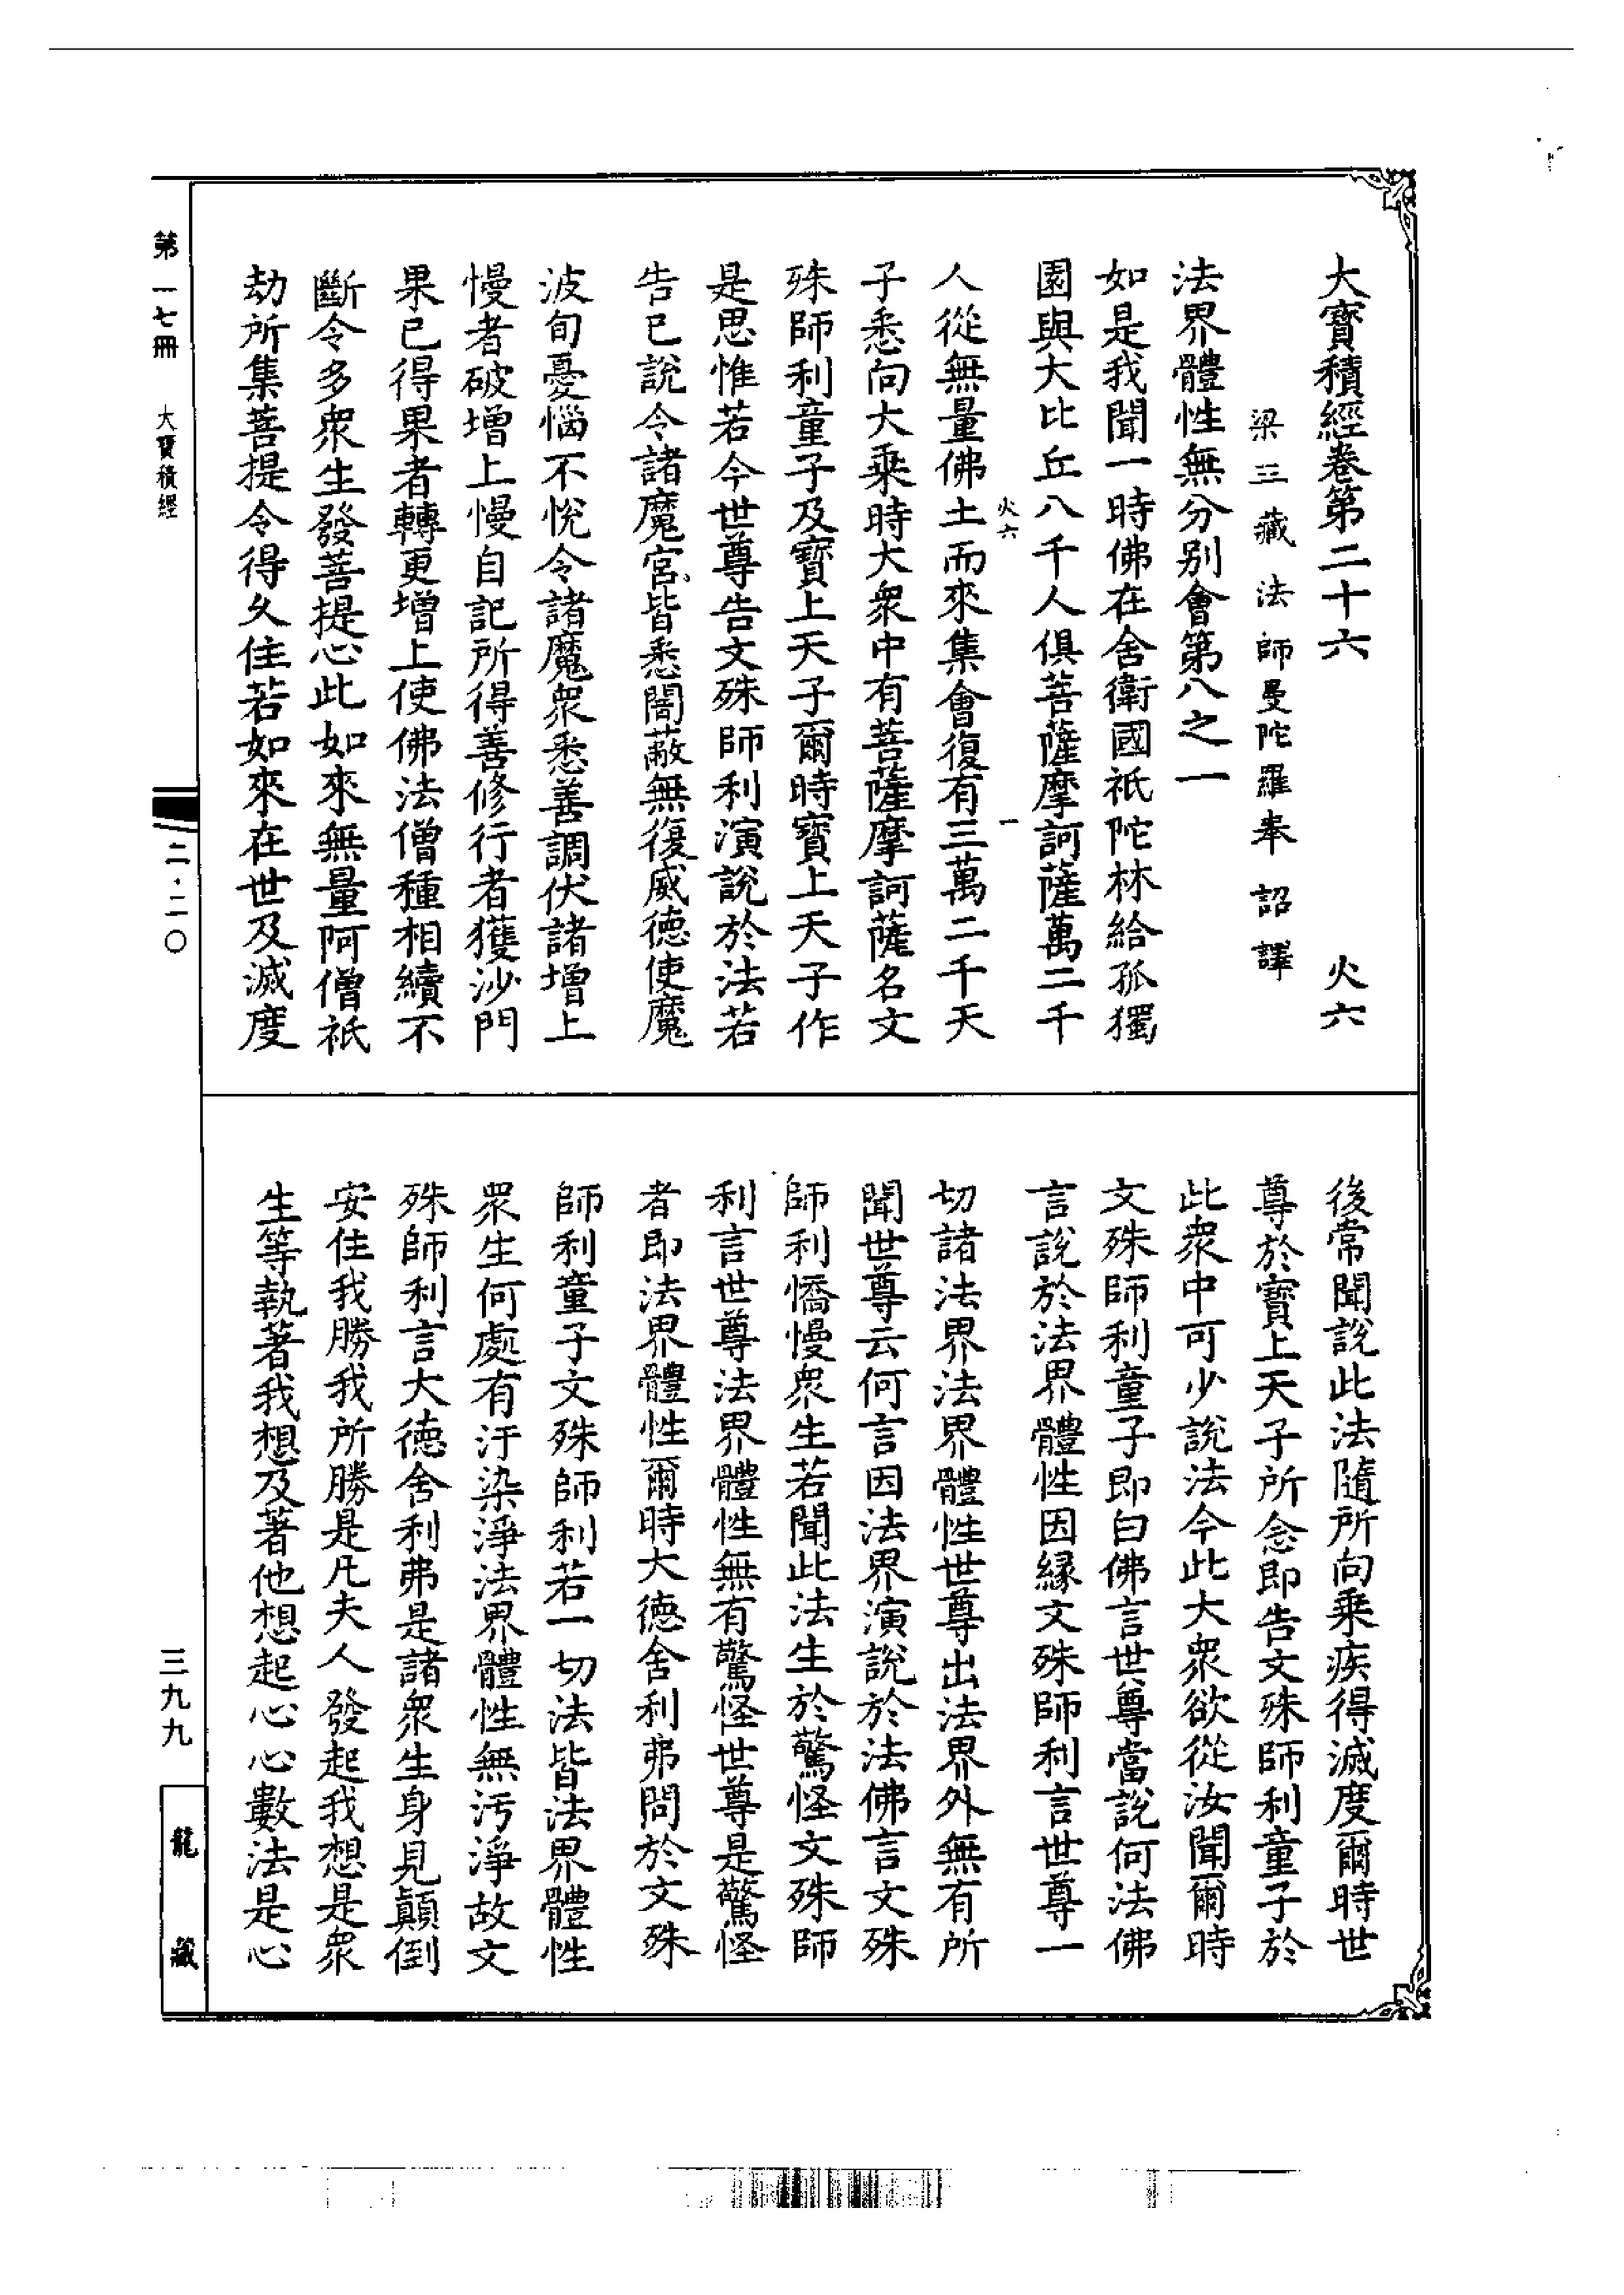 大寶積經卷第二十六 火六
梁三藏法師曼陀羅奉 詔譯
法界體性無分別會第八之一
如是我聞一時佛在舍衛國祇陀林給孤獨
園與大比丘八千人俱菩薩摩訶薩萬二千
火六 一
人從無量佛土而來集會復有三萬二千天
子悉向大乘時大衆中有菩薩摩訶薩名文
殊師利童子及寶上天子爾時寶上天子作
是思惟若今世尊告文殊師利演說於法若
告已說令諸魔宮皆悉闇蔽無復威德使魔
波旬憂惱不悅令諸魔衆悉善調伏諸增上
慢者破增上慢自記所得善修行者獲沙門
果已得果者轉更增上使佛法僧種相續不
斷令多衆生發菩提心此如來無量阿僧祇
劫所集菩提令得久住若如來在世及滅度
後常聞說此法隨所向乘疾得滅度爾時世
尊於寶上天子所念即告文殊師利童子於
此衆中可少說法今此大衆欲從汝聞爾時
文殊師利童子即白佛言世尊當說何法佛
言說於法界體性因緣文殊師利言世尊一
切諸法界法界體性世尊出法界外無有所
聞世尊云何言因法界演說於法佛言文殊
師利憍慢衆生若聞此法生於驚怪文殊師
利言世尊法界體性無有驚怪世尊是驚怪
者即法界體性爾時大德舍利弗問於文殊
師利童子文殊師利若一切法皆法界體性
衆生何處有汙染淨法界體性無污淨故文
殊師利言大德舍利弗是諸衆生身見顚倒
安住我勝我所勝是凡夫人發起我想是衆
生等執著我想及著他想起心心數法是心
第一七冊 大寶積經
二·二〇
三九九
龍藏